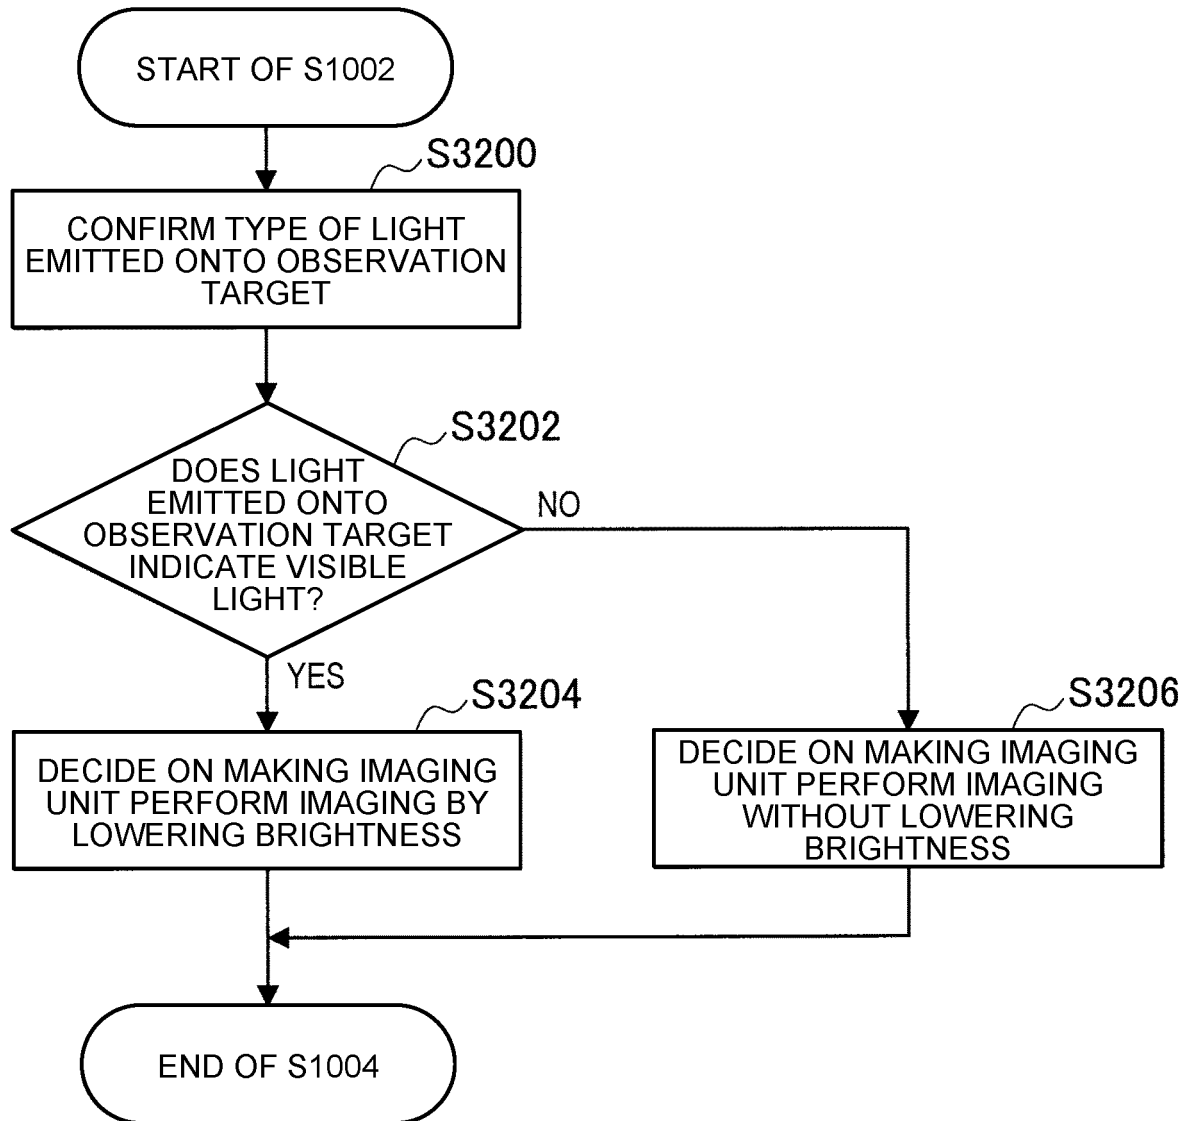 START OF S1002
S3200
CONFIRM TYPE OF LIGHT
EMITTED ONTO OBSERVATION
TARGET
S3202
DOES LIGHT
EMITTED ONTO
OBSERVATION TARGET
INDICATE VISIBLE
LIGHT?
NO
YES
S3204
DECIDE ON MAKING IMAGING
UNIT PERFORM IMAGING BY
LOWERING BRIGHTNESS
S3206
DECIDE ON MAKING IMAGING
UNIT PERFORM IMAGING
WITHOUT LOWERING
BRIGHTNESS
END OF S1004